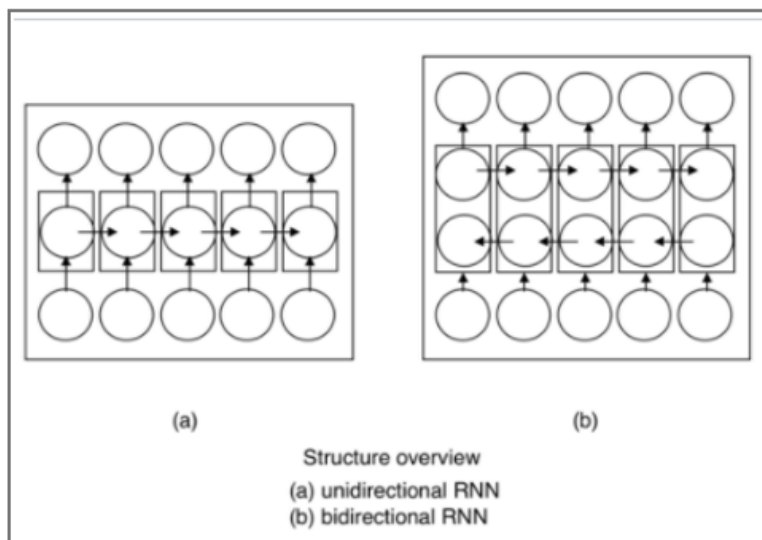 (a)
(b)
Structure overview
(a) unidirectional RNN
(b) bidirectional RNN